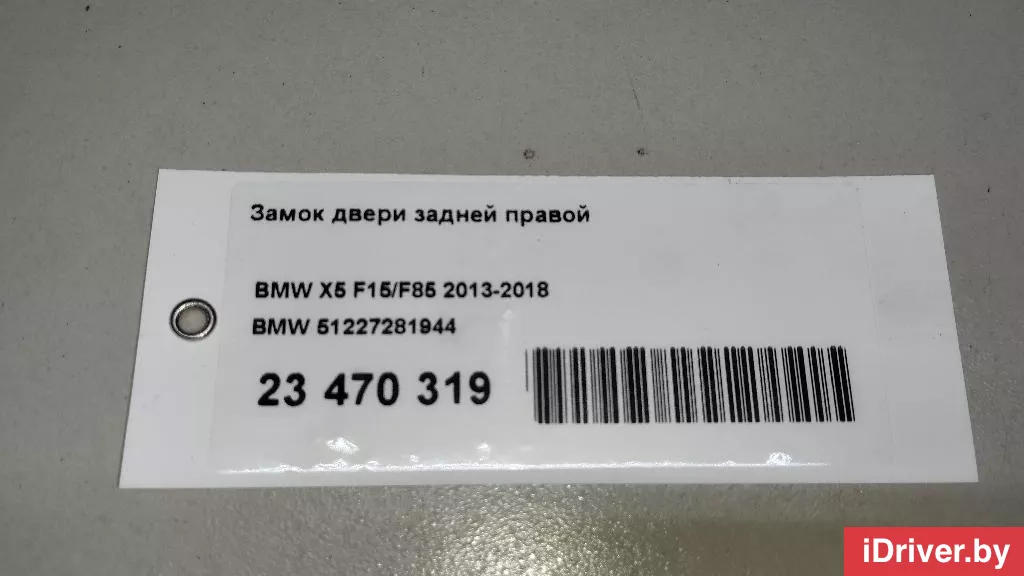 Замок двери задней правой
BMW X5 F15/F85 2013-2018
BMW 51227281944
23 470 319
iDriver.by